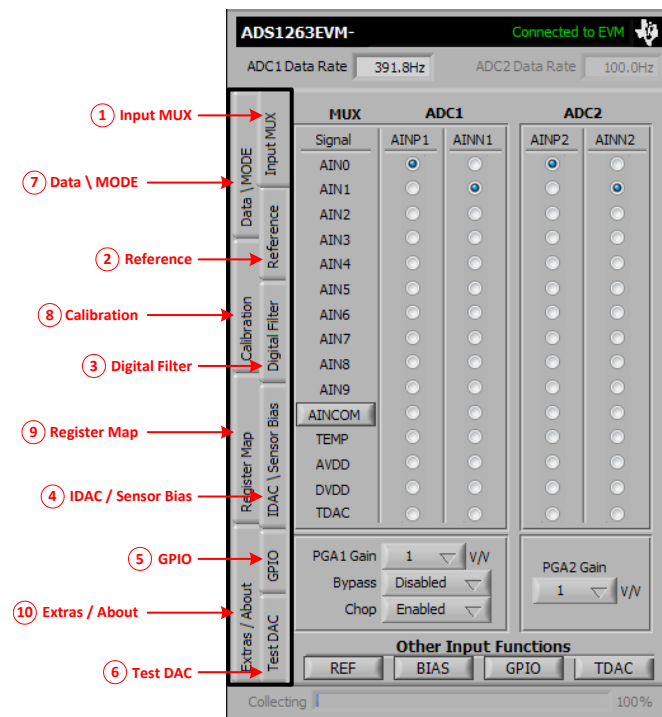 ADS1263EVM- Connected to EVM
ADC1 Data Rate 391.8Hz ADC2 Data Rate 100.0Hz
1 Input MUX
7 Data \ MODE
2 Reference
8 Calibration
3 Digital Filter
9 Register Map
4 IDAC / Sensor Bias
5 GPIO
10 Extras / About
6 Test DAC
Data \ MODE
Calibration
Register Map
Extras / About
Input MUX
Reference
Digital Filter
IDAC \ Sensor Bias
GPIO
Test DAC
MUX ADC1 ADC2
Signal AINP1 AINN1 AINP2 AINN2
AIN0
AIN1
AIN2
AIN3
AIN4
AIN5
AIN6
AIN7
AIN8
AIN9
AINCOM
TEMP
AVDD
DVDD
TDAC
PGA1 Gain 1 V/V
Bypass Disabled
Chop Enabled
PGA2 Gain
1 V/V
Other Input Functions
REF BIAS GPIO TDAC
Collecting 100%